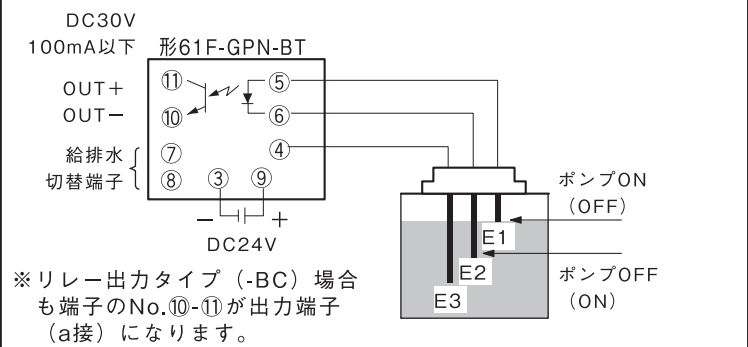 DC30V
100mA以下 形61F-GPN-BT
OUT+
OUT−
⑪
⑩
⑤
⑥
給排水
切替端子
⑦
⑧
③
⑨
④
− +
DC24V
ポンプON
(OFF)
E1
E2
E3
ポンプOFF
(ON)
※リレー出力タイプ（-BC）場合
も端子のNo.⑩-⑪が出力端子
（a接）になります。